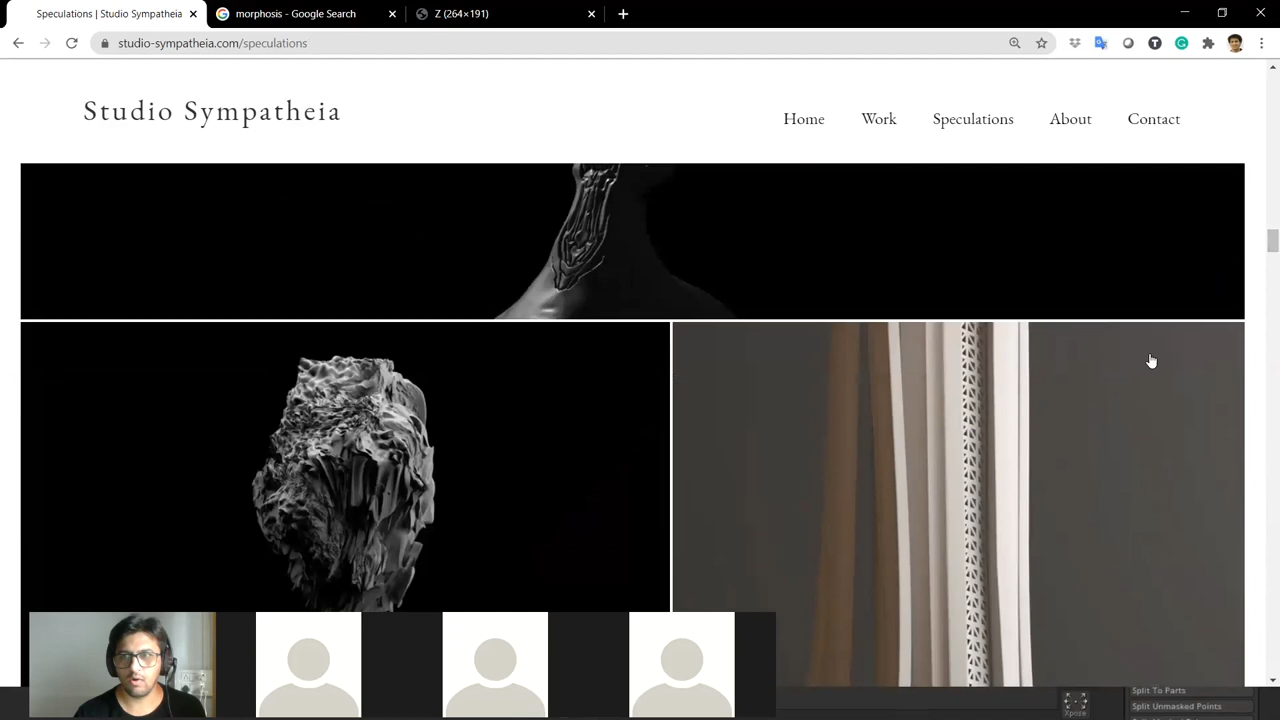 Speculations | Studio Sympatheia
morphosis - Google Search
Z (264×191)
studio-sympatheia.com/speculations
Studio Sympatheia
Home
Work
Speculations
About
Contact
Split To Parts
Xpose
Split Unmasked Points